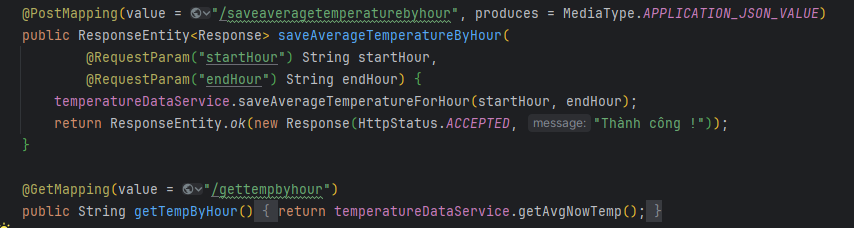 @PostMapping(value = "/saveaveragetemperaturebyhour", produces = MediaType.APPLICATION_JSON_VALUE)
public ResponseEntity<Response> saveAverageTemperatureByHour(
@RequestParam("startHour") String startHour,
@RequestParam("endHour") String endHour) {
temperatureDataService.saveAverageTemperatureForHour(startHour, endHour);
return ResponseEntity.ok(new Response(HttpStatus.ACCEPTED, message: "Thành công !"));
}
@GetMapping(value = "/gettempbyhour")
public String getTempByHour() { return temperatureDataService.getAvgNowTemp(); }